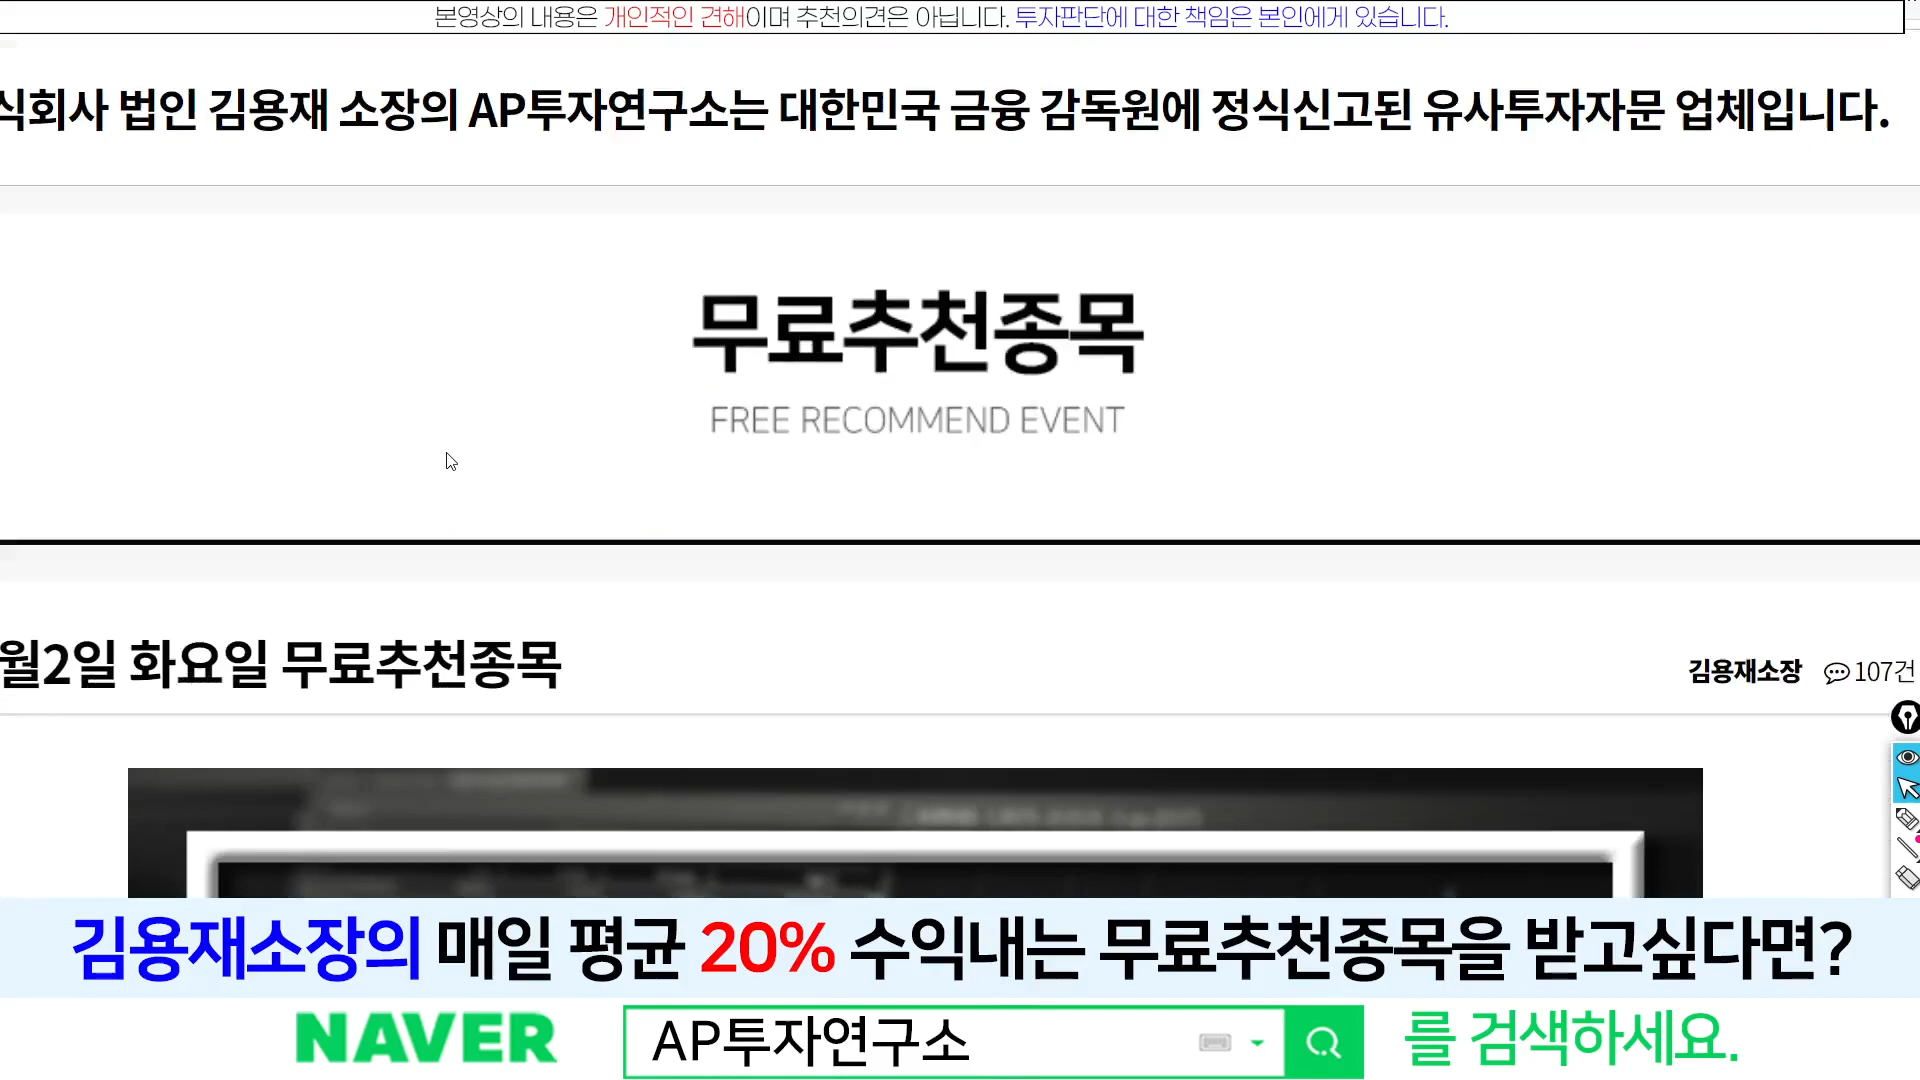 본영상의 내용은 개인적인 견해이며 추천의견은 아닙니다. 투자판단에 대한 책임은 본인에게 있습니다.
식회사 법인 김용재 소장의 AP투자연구소는 대한민국 금융 감독원에 정식신고된 유사투자자문 업체입니다.
무료추천종목
FREE RECOMMEND EVENT
월2일 화요일 무료추천종목
김용재소장 107건
김용재소장의 매일 평균 20% 수익내는 무료추천종목을 받고싶다면?
NAVER AP투자연구소 를 검색하세요.